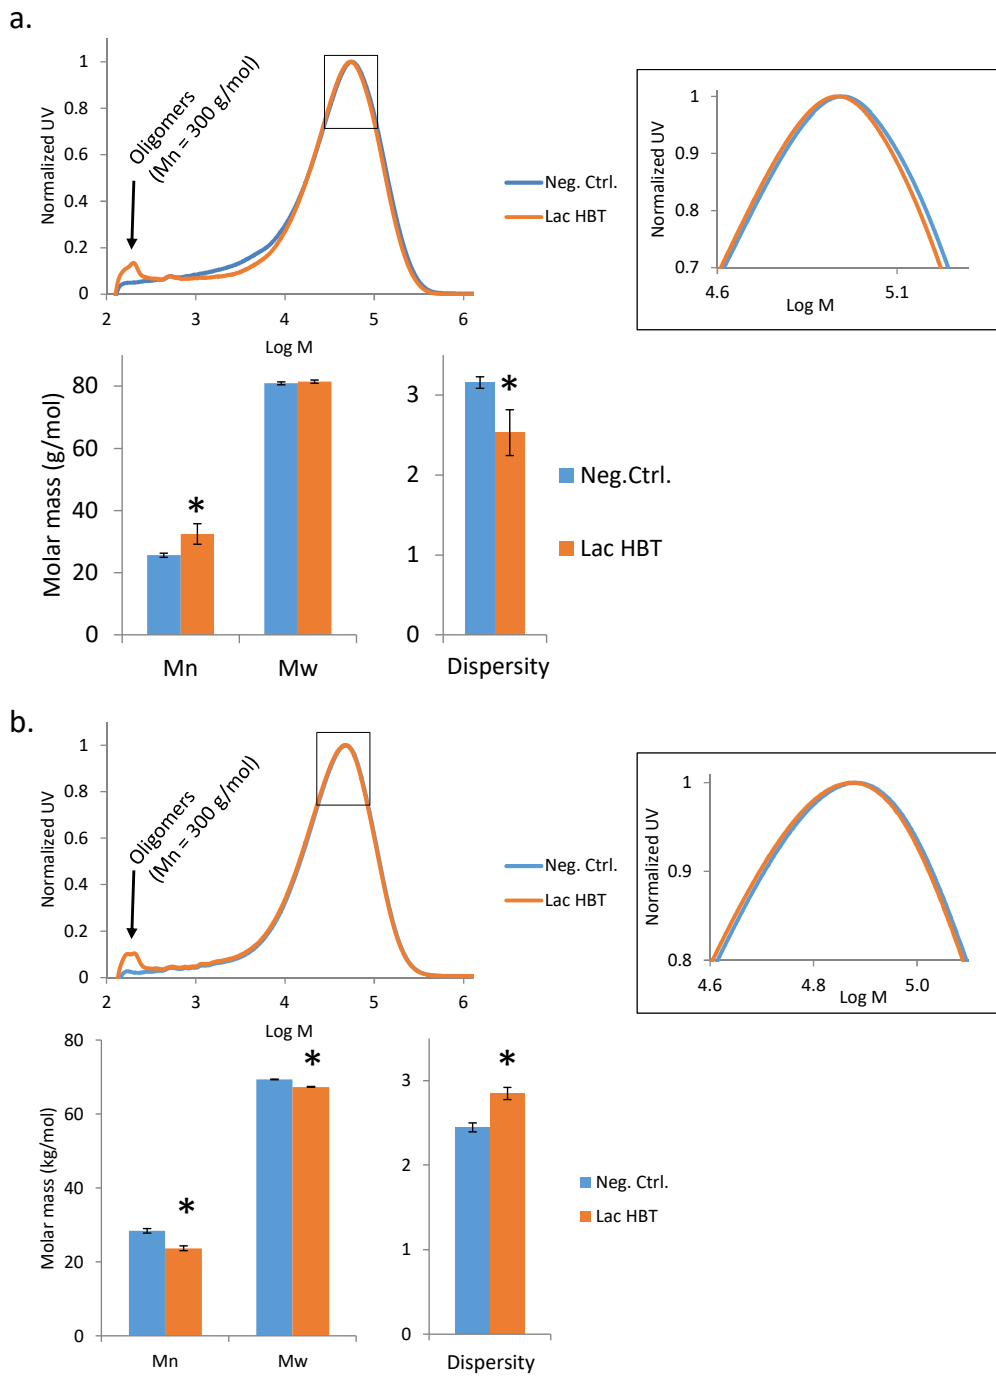 a.
Oligomers
(Mn = 300 g/mol)
Normalized UV
1
0.8
0.6
0.4
0.2
0
2 3 4 5 6
Log M
Neg. Ctrl.
Lac HBT
Normalized UV
1
0.9
0.8
0.7
4.6 5.1
Log M
Molar mass (g/mol)
80
60
40
20
0
*
Mn Mw
3
2
1
0
*
Dispersity
Neg.Ctrl.
Lac HBT
b.
Oligomers
(Mn = 300 g/mol)
Normalized UV
1
0.8
0.6
0.4
0.2
0
2 3 4 5 6
Log M
Neg. Ctrl.
Lac HBT
Normalized UV
1
0.9
0.8
4.6 4.8 5.0
Log M
Molar mass (kg/mol)
80
60
40
20
0
*
*
Mn Mw
3
2
1
0
*
Dispersity
Neg. Ctrl.
Lac HBT